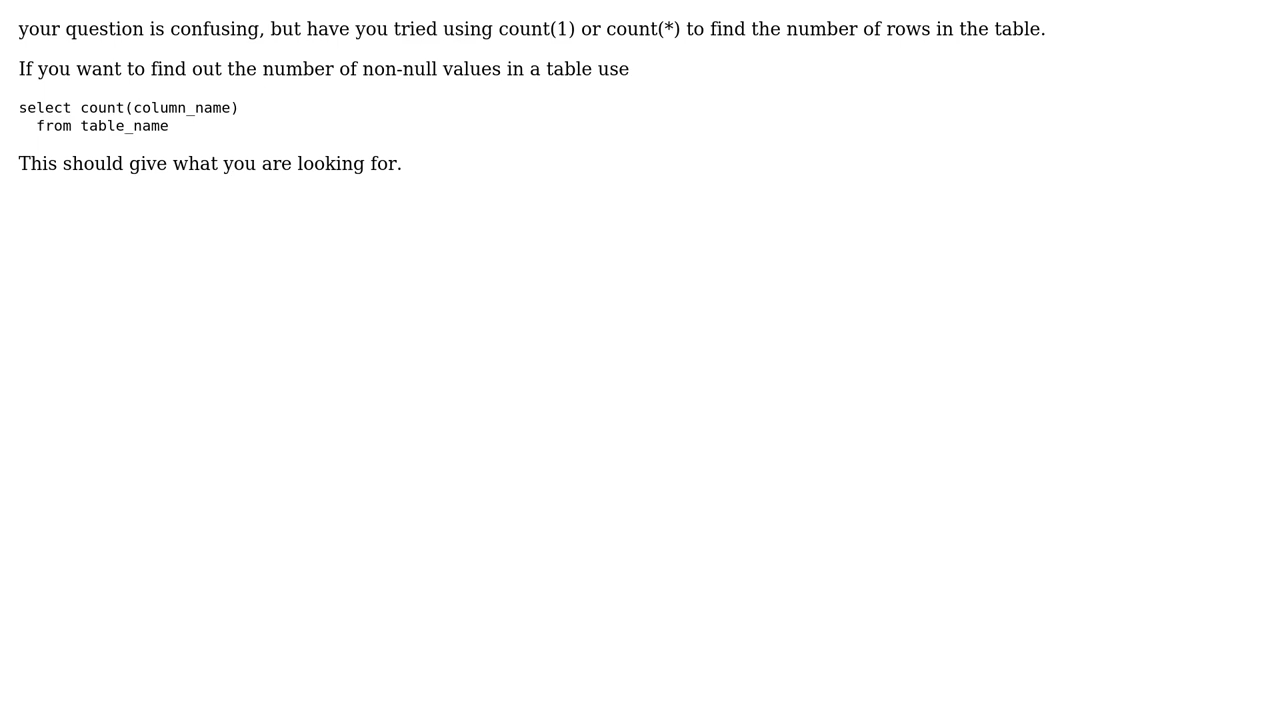 your question is confusing, but have you tried using count(1) or count(*) to find the number of rows in the table.
If you want to find out the number of non-null values in a table use
select count(column_name)
  from table_name
This should give what you are looking for.